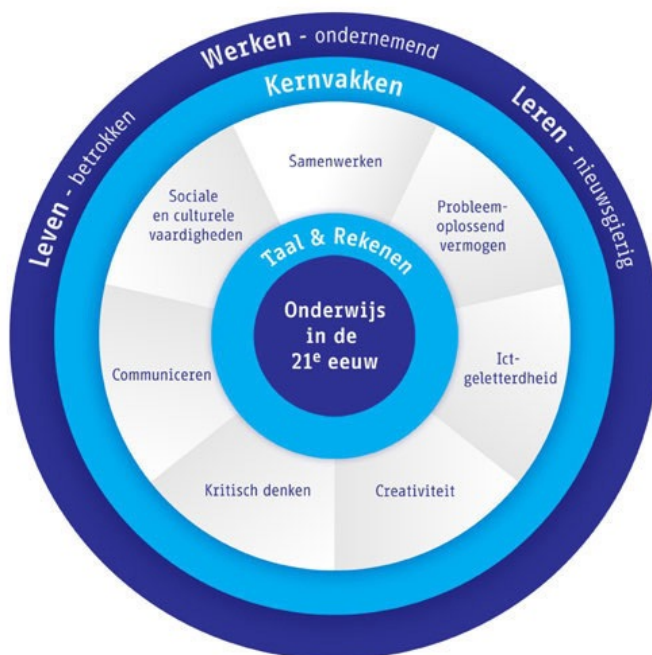 Werken - ondernemend
Leven - betrokken
Leren - nieuwsgierig
Kernvakken
Samenwerken
Probleem-
oplossend
vermogen
Ict-
geletterdheid
Creativiteit
Kritisch denken
Communiceren
Sociale
en culturele
vaardigheden
Taal & Rekenen
Onderwijs
in de
21e eeuw